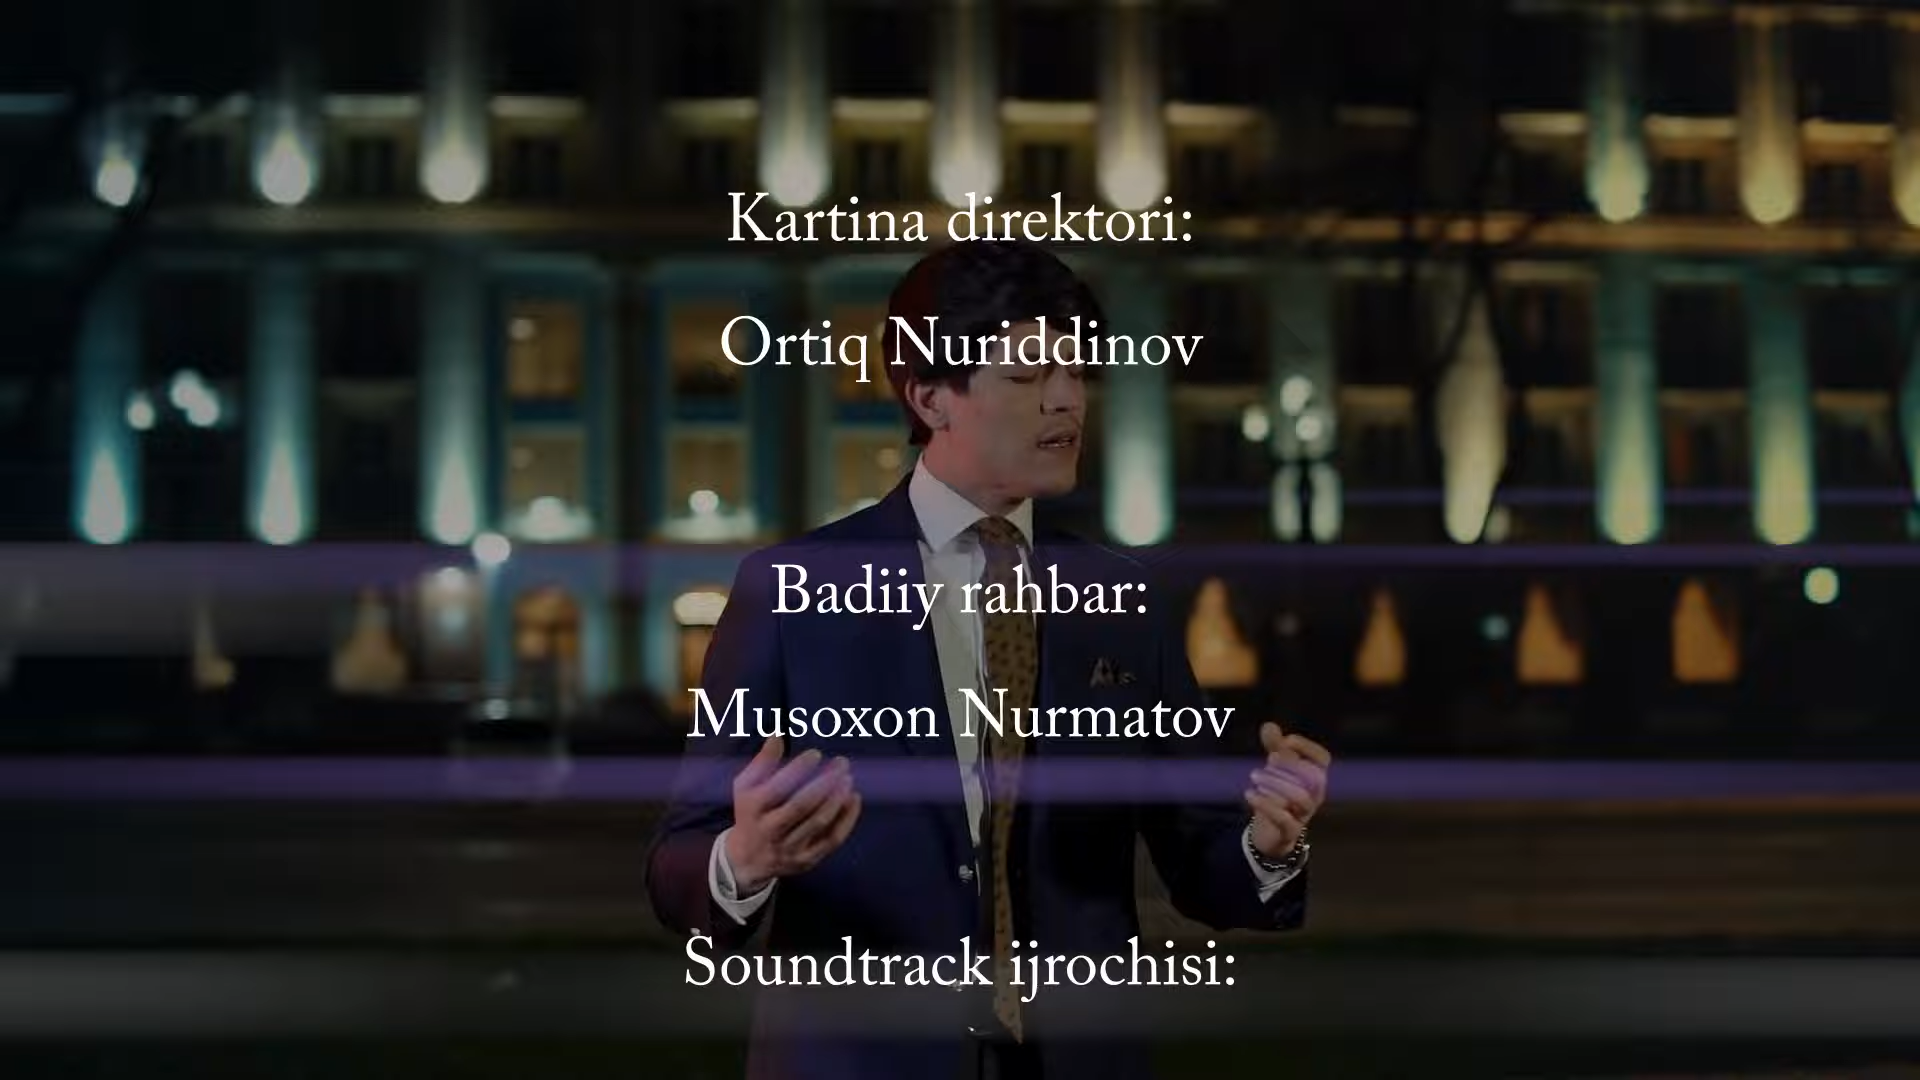 Kartina direktori:
Ortiq Nuriddinov
Badiiy rahbar:
Musoxon Nurmatov
Soundtrack ijrochisi: